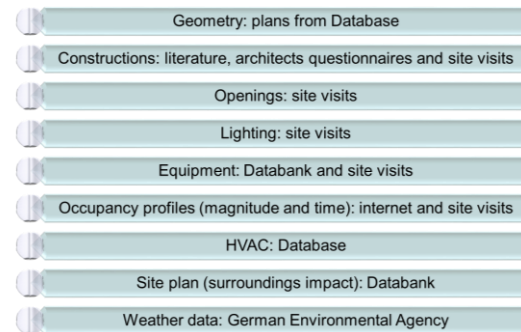 Geometry: plans from Database
Constructions: literature, architects questionnaires and site visits
Openings: site visits
Lighting: site visits
Equipment: Databank and site visits
Occupancy profiles (magnitude and time): internet and site visits
HVAC: Database
Site plan (surroundings impact): Databank
Weather data: German Environmental Agency